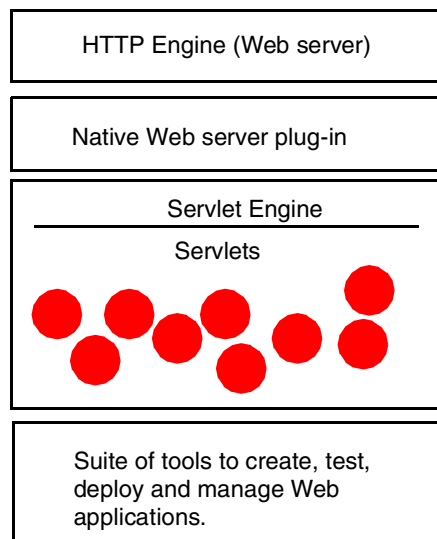 HTTP Engine (Web server)
Native Web server plug-in
Servlet Engine
Servlets
Suite of tools to create, test,
deploy and manage Web
applications.